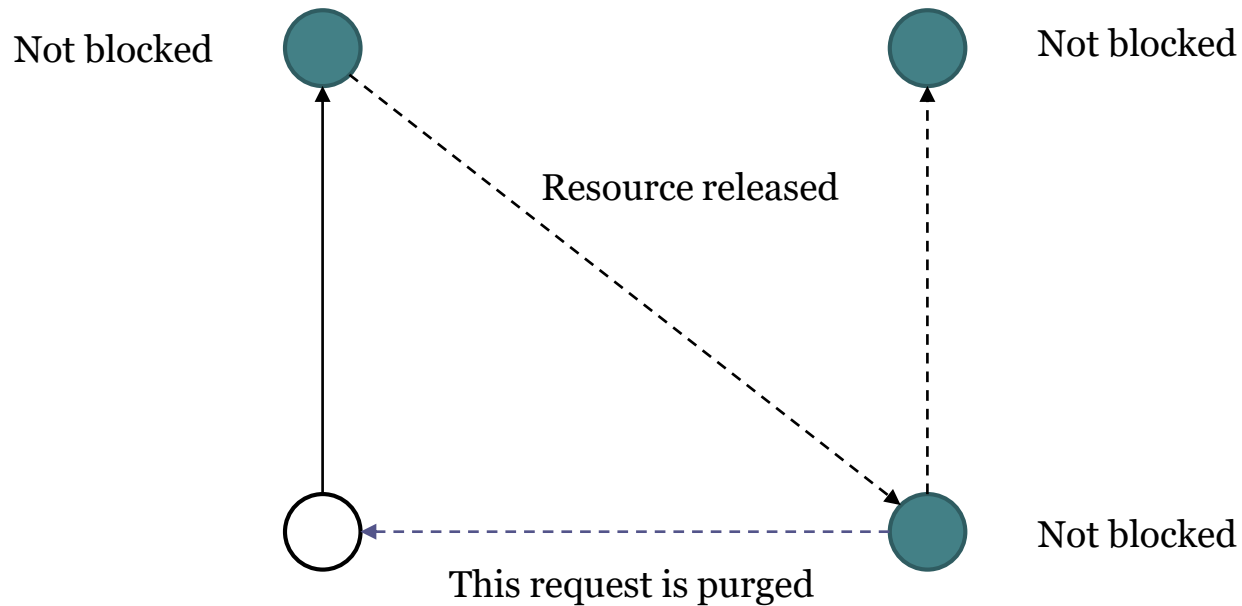 Not blocked
Not blocked
Resource released
Not blocked
This request is purged